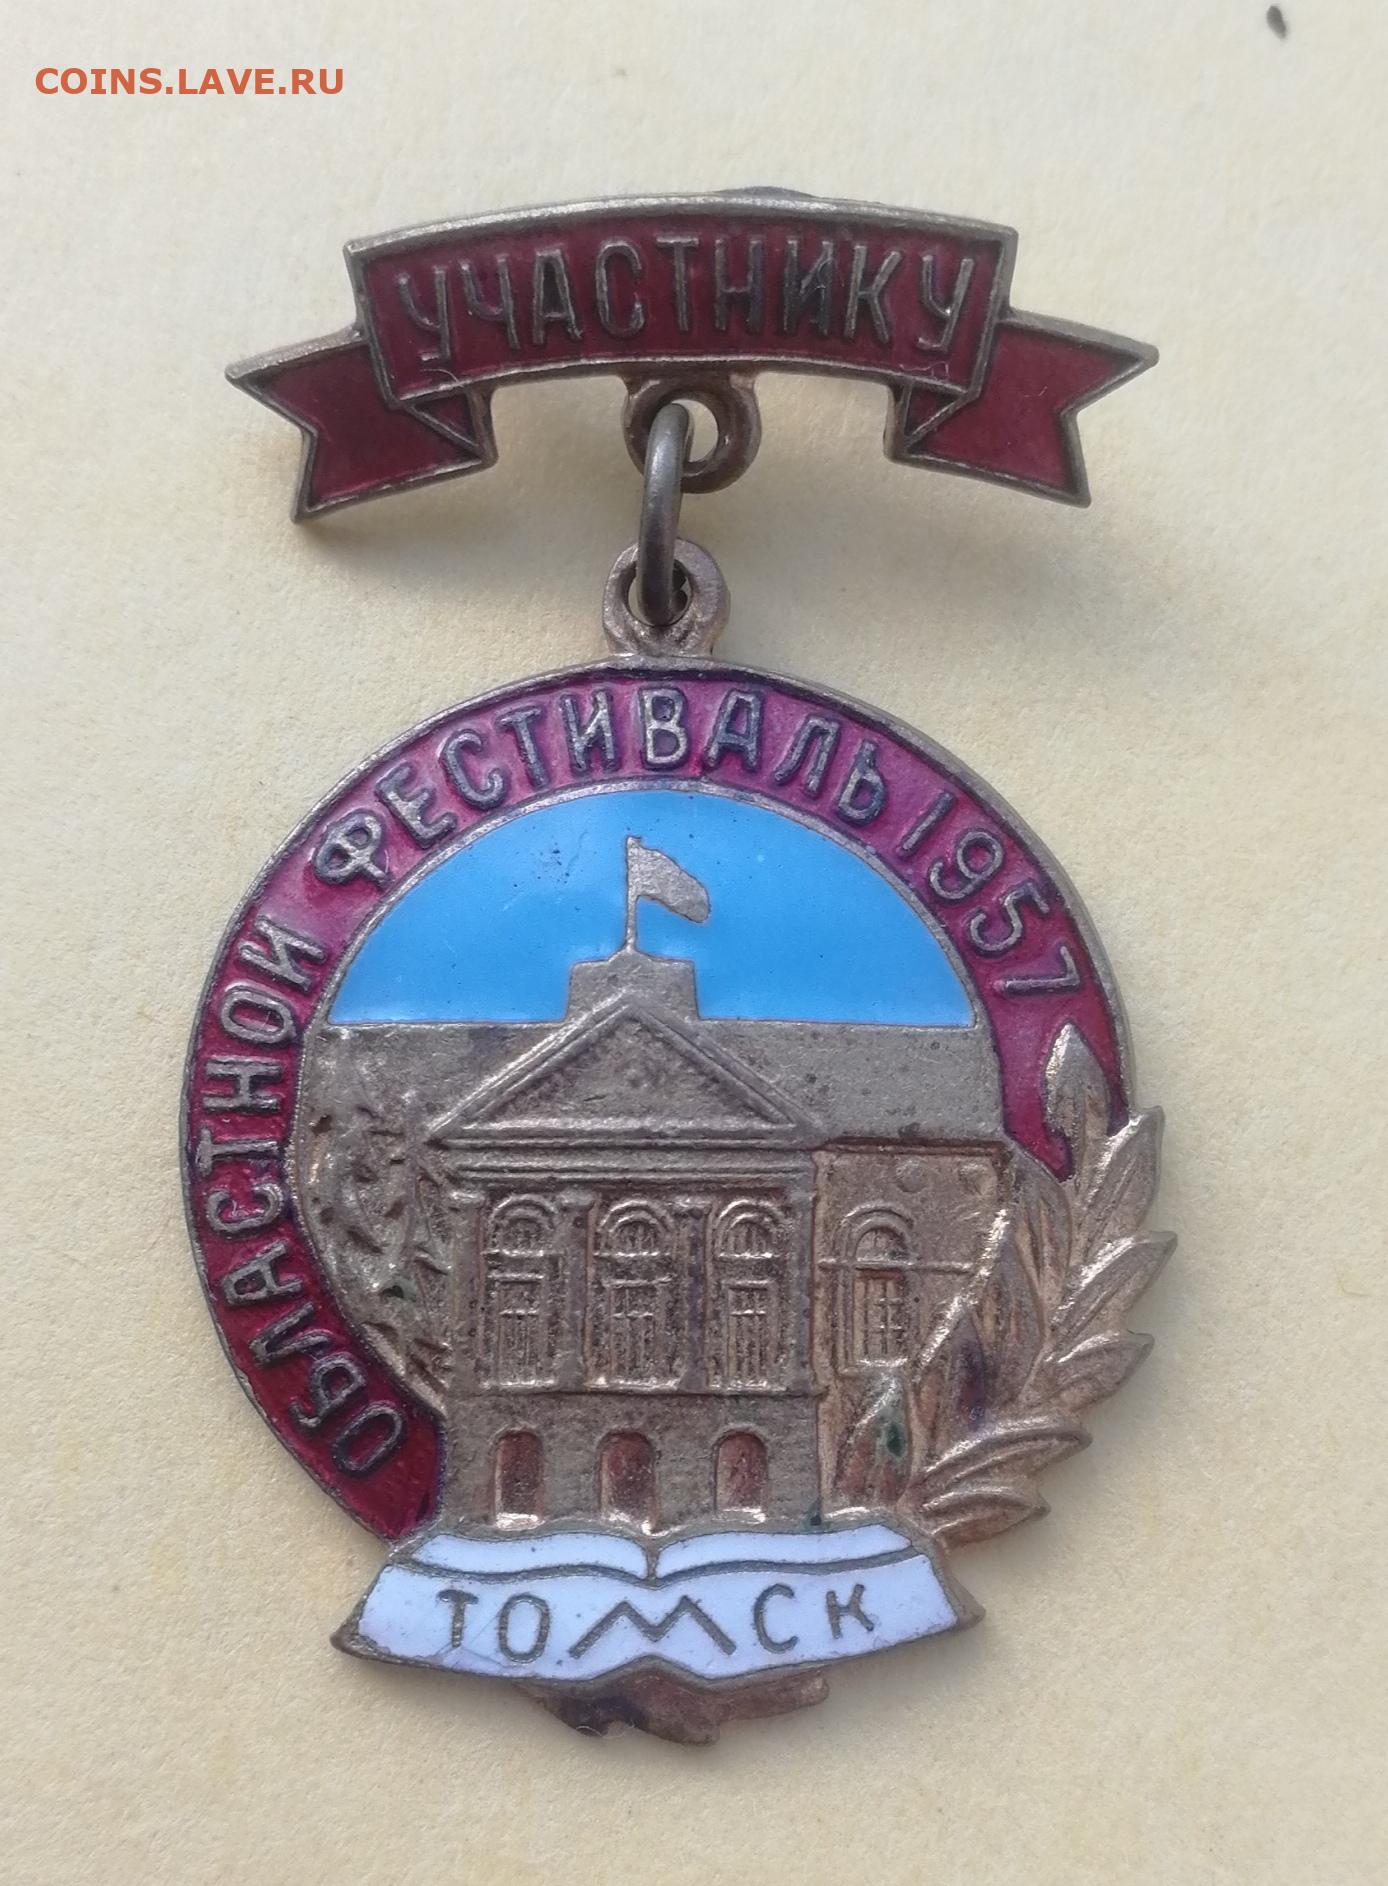 COINS.LAVE.RU
УЧАСТНИКУ
ОБЛАСТНОЙ ФЕСТИВАЛЬ 1957
ТОМСК